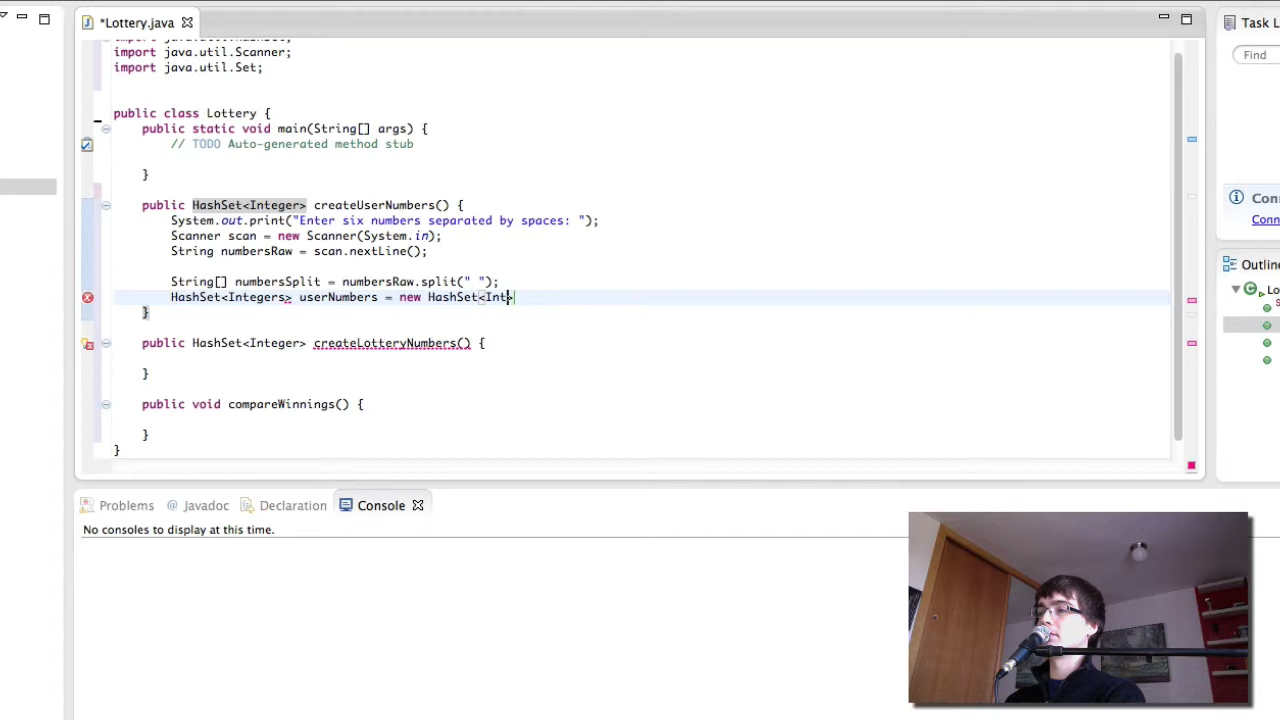 *Lottery.java
Task L
Find
import java.util.Scanner;
import java.util.Set;
public class Lottery {
public static void main(String[] args) {
// TODO Auto-generated method stub
}
public HashSet<Integer> createUserNumbers() {
System.out.print("Enter six numbers separated by spaces: ");
Scanner scan = new Scanner(System.in);
String numbersRaw = scan.nextLine();
String[] numbersSplit = numbersRaw.split(" ");
HashSet<Integers> userNumbers = new HashSet<Int>
}
public HashSet<Integer> createLotteryNumbers() {
}
public void compareWinnings() {
}
}
Con
Conne
Outline
Lo
S
Problems @ Javadoc Declaration Console
No consoles to display at this time.